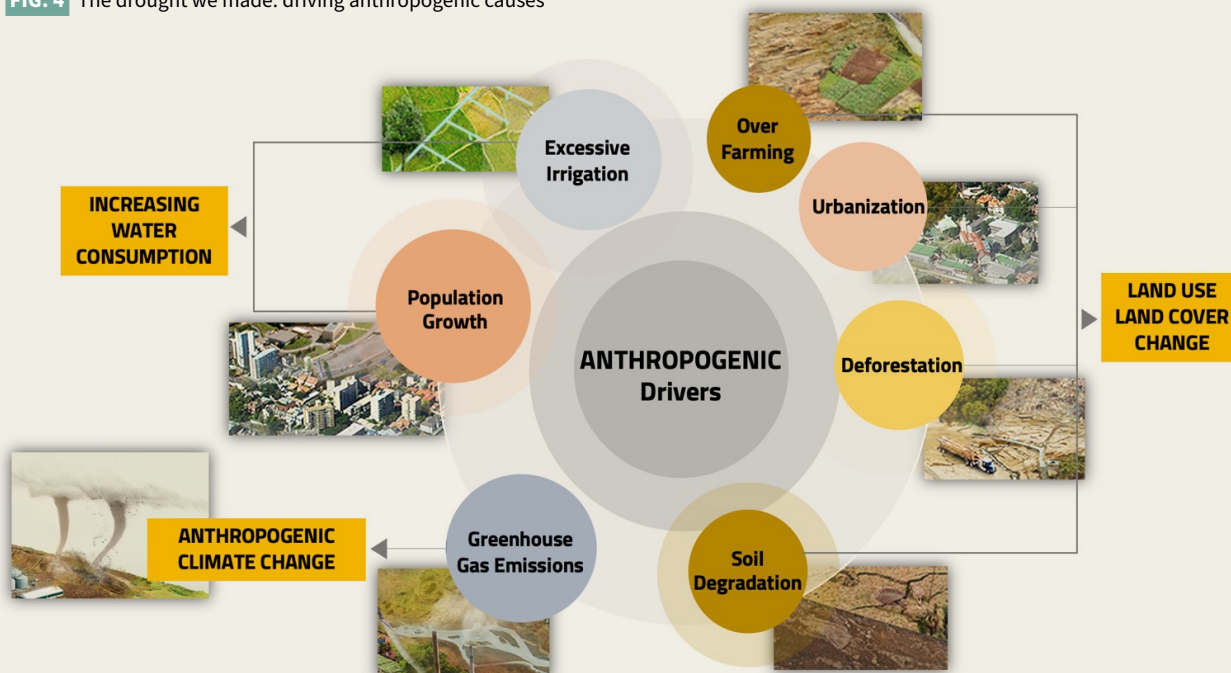 FIG. 4 The drought we made: driving anthropogenic causes
Over
Farming
Excessive
Irrigation
INCREASING
WATER
CONSUMPTION
Urbanization
Population
Growth
LAND USE
LAND COVER
CHANGE
ANTHROPOGENIC
Drivers
Deforestation
ANTHROPOGENIC
CLIMATE CHANGE
Greenhouse
Gas Emissions
Soil
Degradation